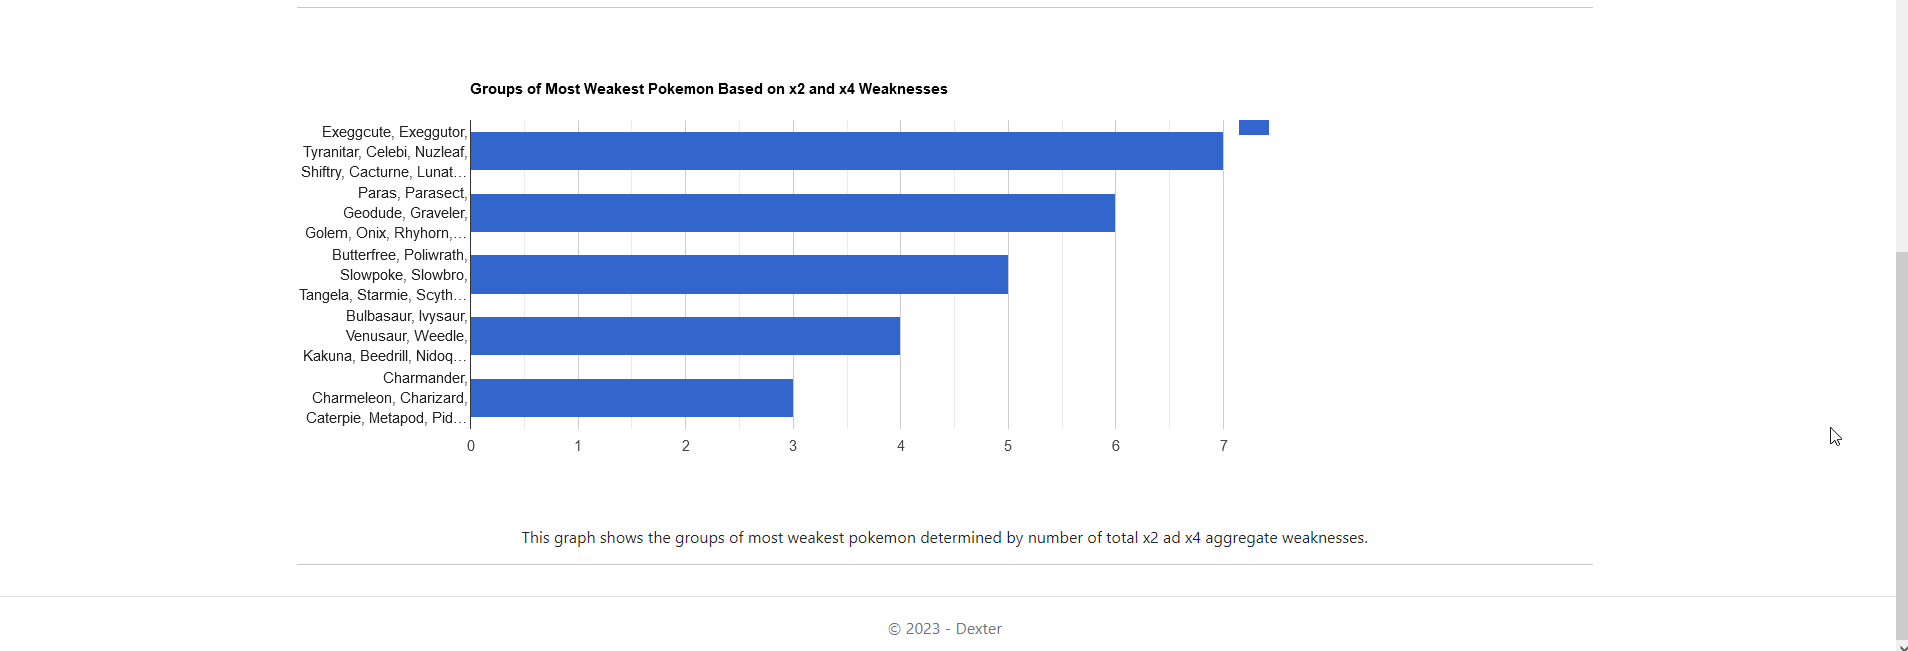 Groups of Most Weakest Pokemon Based on x2 and x4 Weaknesses
Exeggcute, Exeggutor,
Tyranitar, Celebi, Nuzleaf,
Shiftry, Cacturne, Lunat…
Paras, Parasect,
Geodude, Graveler,
Golem, Onix, Rhyhorn,…
Butterfree, Poliwrath,
Slowpoke, Slowbro,
Tangela, Starmie, Scyth…
Bulbasaur, Ivysaur,
Venusaur, Weedle,
Kakuna, Beedrill, Nidoq…
Charmander,
Charmeleon, Charizard,
Caterpie, Metapod, Pid…
0 1 2 3 4 5 6 7
This graph shows the groups of most weakest pokemon determined by number of total x2 ad x4 aggregate weaknesses.
© 2023 - Dexter